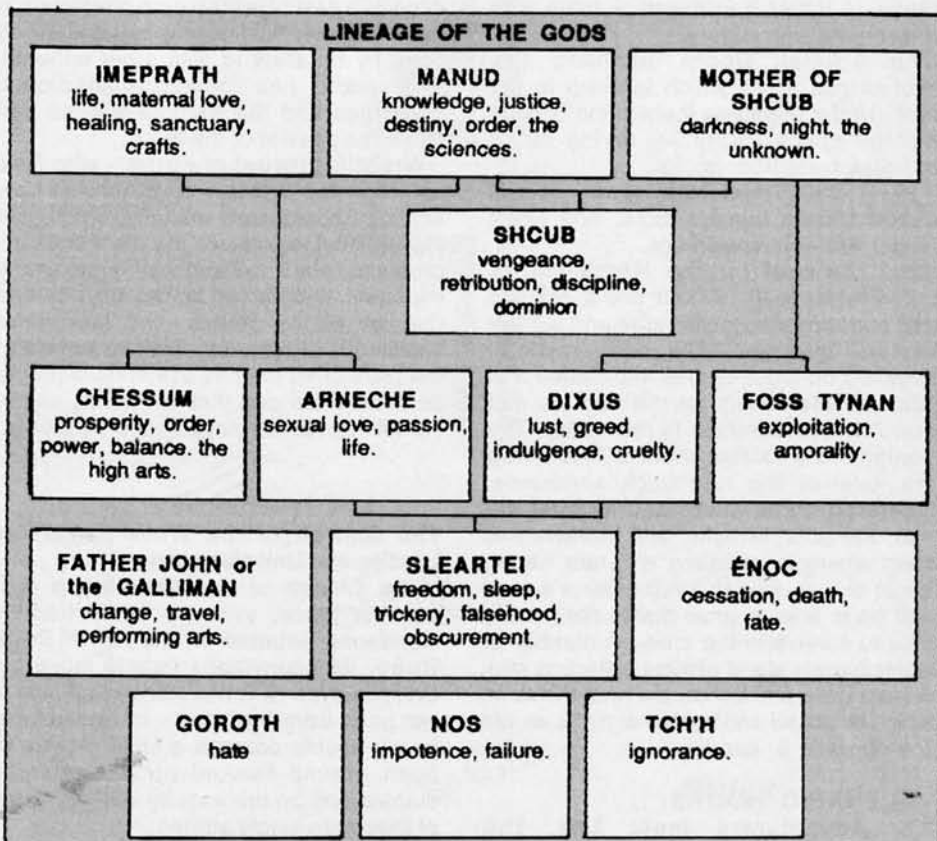 LINEAGE OF THE GODS
IMEPRATH
life, maternal love,
healing, sanctuary,
crafts.
MANUD
knowledge, justice,
destiny, order, the
sciences.
MOTHER OF
SHCUB
darkness, night, the
unknown.
SHCUB
vengeance,
retribution, discipline,
dominion
CHESSUM
prosperity, order,
power, balance. the
high arts.
ARNECHE
sexual love, passion,
life.
DIXUS
lust, greed,
indulgence, cruelty.
FOSS TYNAN
exploitation,
amorality.
FATHER JOHN or
the GALLIMAN
change, travel,
performing arts.
SLEARTEI
freedom, sleep,
trickery, falsehood,
obscurement.
ÉNOC
cessation, death,
fate.
GOROTH
hate
NOS
impotence, failure.
TCH'H
ignorance.